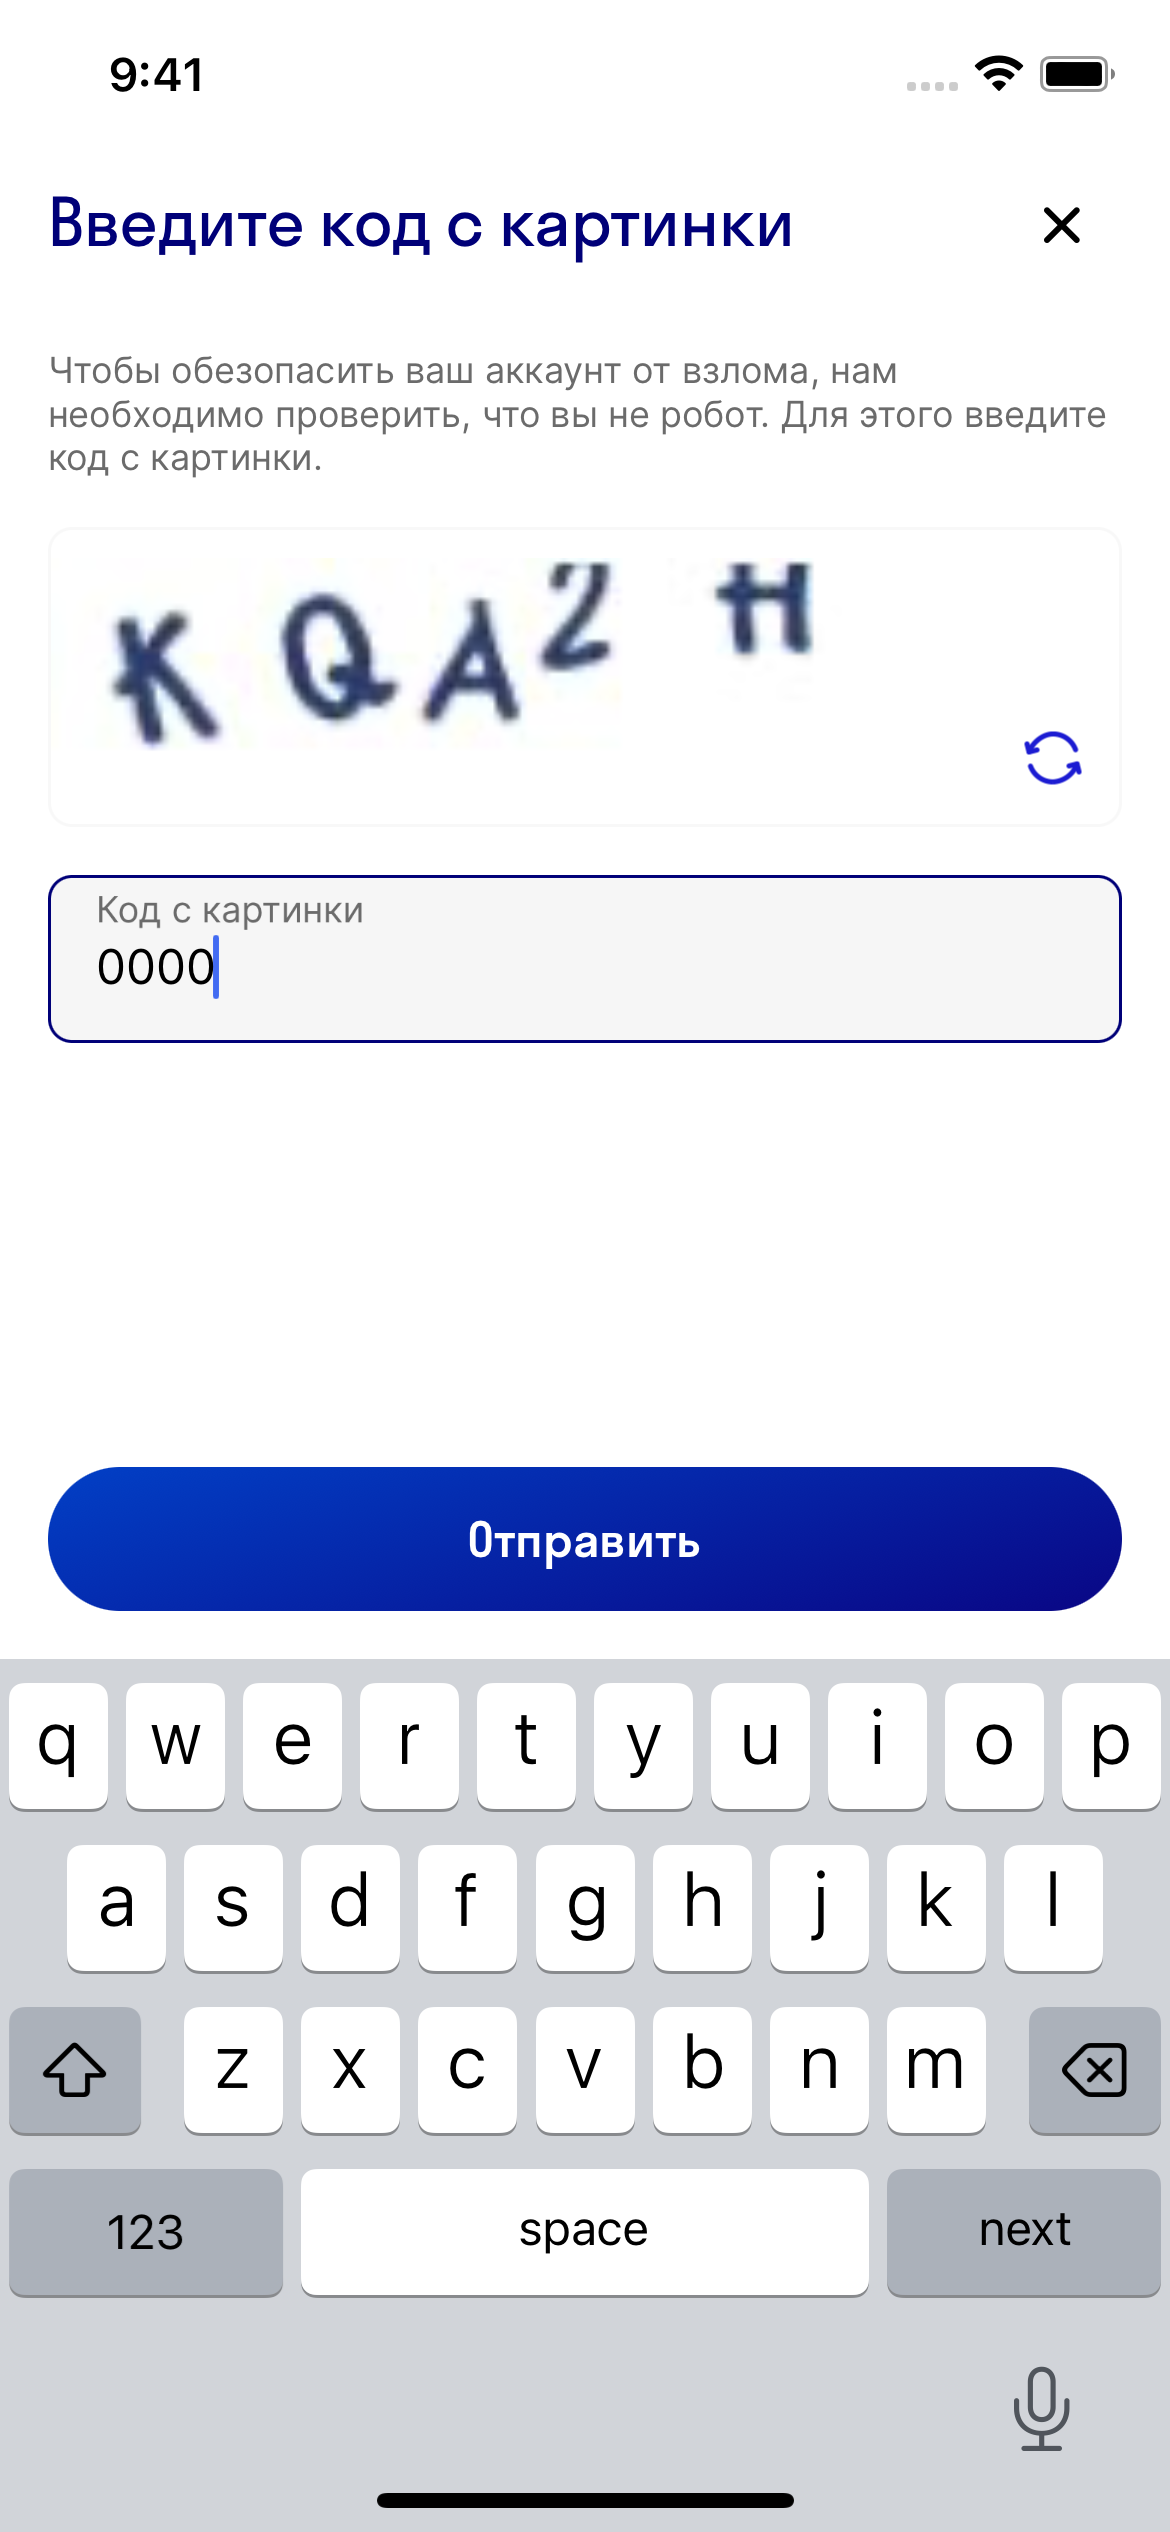 9:41
Введите код с картинки
Чтобы обезопасить ваш аккаунт от взлома, нам
необходимо проверить, что вы не робот. Для этого введите
код с картинки.
K Q A 2 H
Код с картинки
0000
Отправить
q w e r t y u i o p
a s d f g h j k l
z x c v b n m
123 space next